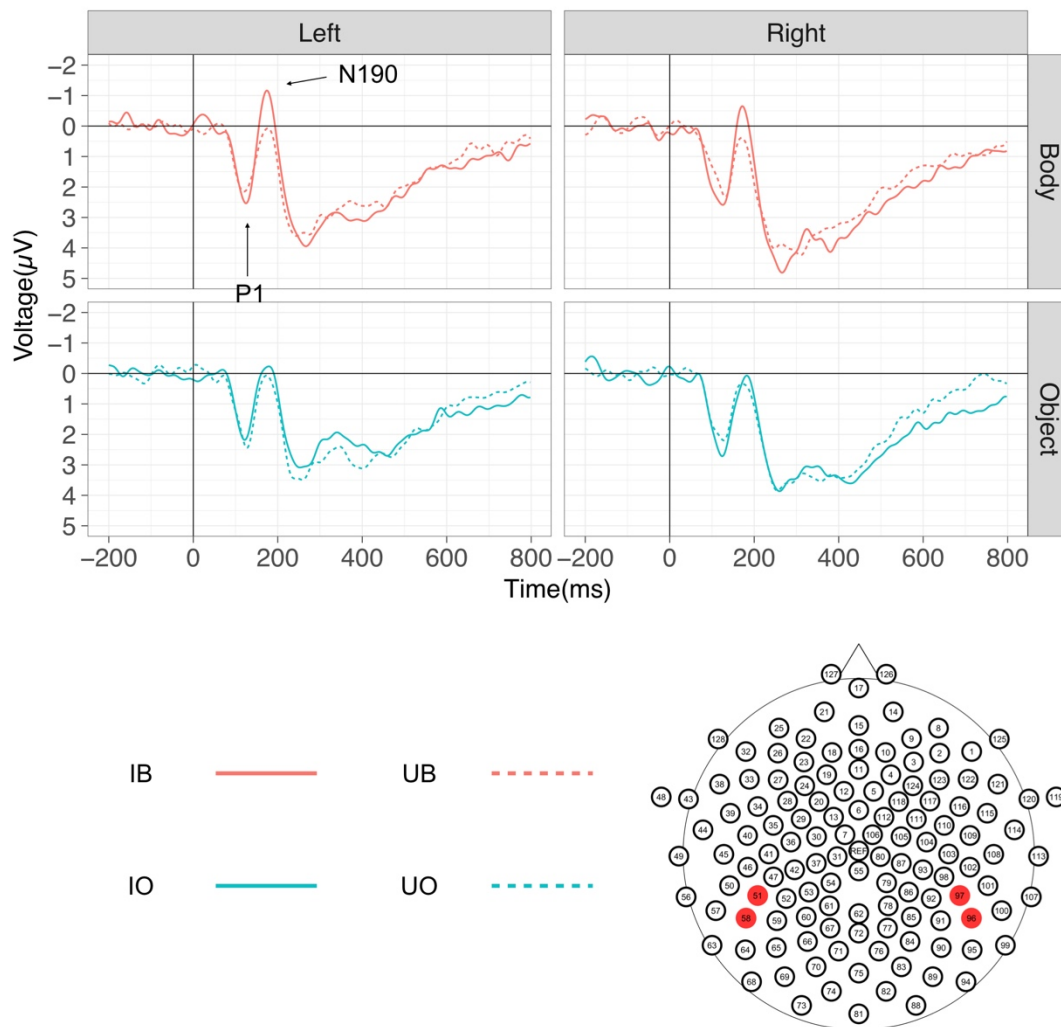 Left
Right
N190
P1
Body
Object
Voltage(µV)
−2
−1
0
1
2
3
4
5
−2
−1
0
1
2
3
4
5
−200 0 200 400 600 800
−200 0 200 400 600 800
Time(ms)
IB
UB
IO
UO
127 126
17
21 14
25 22 15 9 8
128 125
32 26 18 16 10 2 1
23 3
38 33 27 19 11 4 123 122 121
24 124
48 43 12 5 120 119
39 34 28 20 118 117 116 115
6
44 40 35 29 13 112 111 110 109 114
36 30 7 106 105 104
49 45 41 31 REF 80 103 108 113
46 42 37 55 87 93 102
50 47 54 79 98 101
56 51 52 53 86 92 97 107
57 58 59 60 61 62 78 85 91 96 100
67 72 77
63 64 65 66 71 76 84 90 95 99
70 75 83
68 69 89 94
74 82
73 81 88